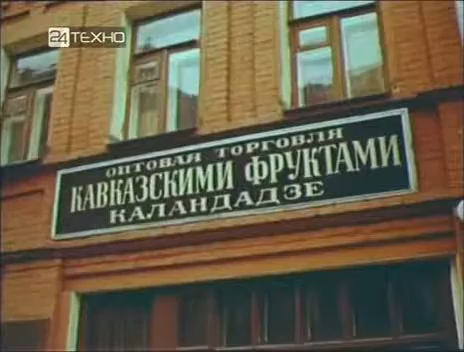 24 ТЕХНО
ОПТОВАЯ ТОРГОВЛЯ
КАВКАЗСКИМИ ФРУКТАМИ
КАЛАНДАДЗЕ